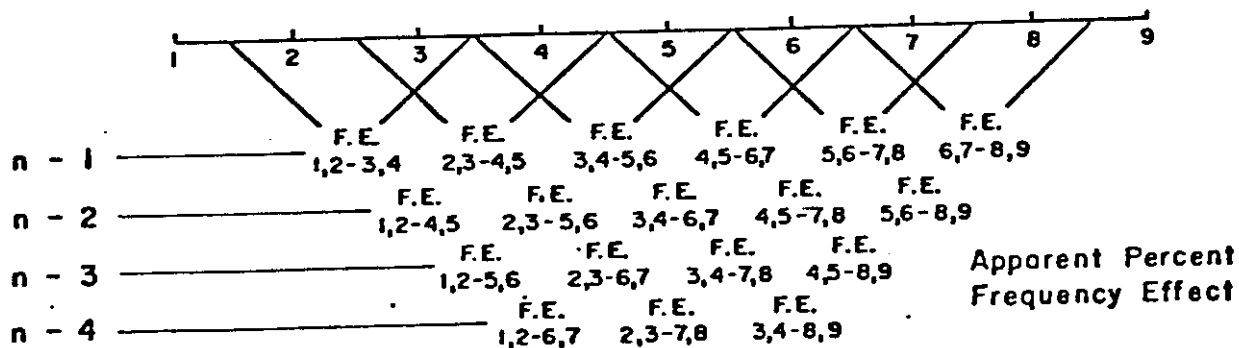 1 2 3 4 5 6 7 8 9
F.E. F.E. F.E. F.E. F.E. F.E.
n - 1 1,2-3,4 2,3-4,5 3,4-5,6 4,5-6,7 5,6-7,8 6,7-8,9
F.E. F.E. F.E. F.E. F.E.
n - 2 1,2-4,5 2,3-5,6 3,4-6,7 4,5-7,8 5,6-8,9
F.E. F.E. F.E. F.E.
n - 3 1,2-5,6 2,3-6,7 3,4-7,8 4,5-8,9 Apparent Percent
F.E. F.E. F.E. Frequency Effect
n - 4 1,2-6,7 2,3-7,8 3,4-8,9